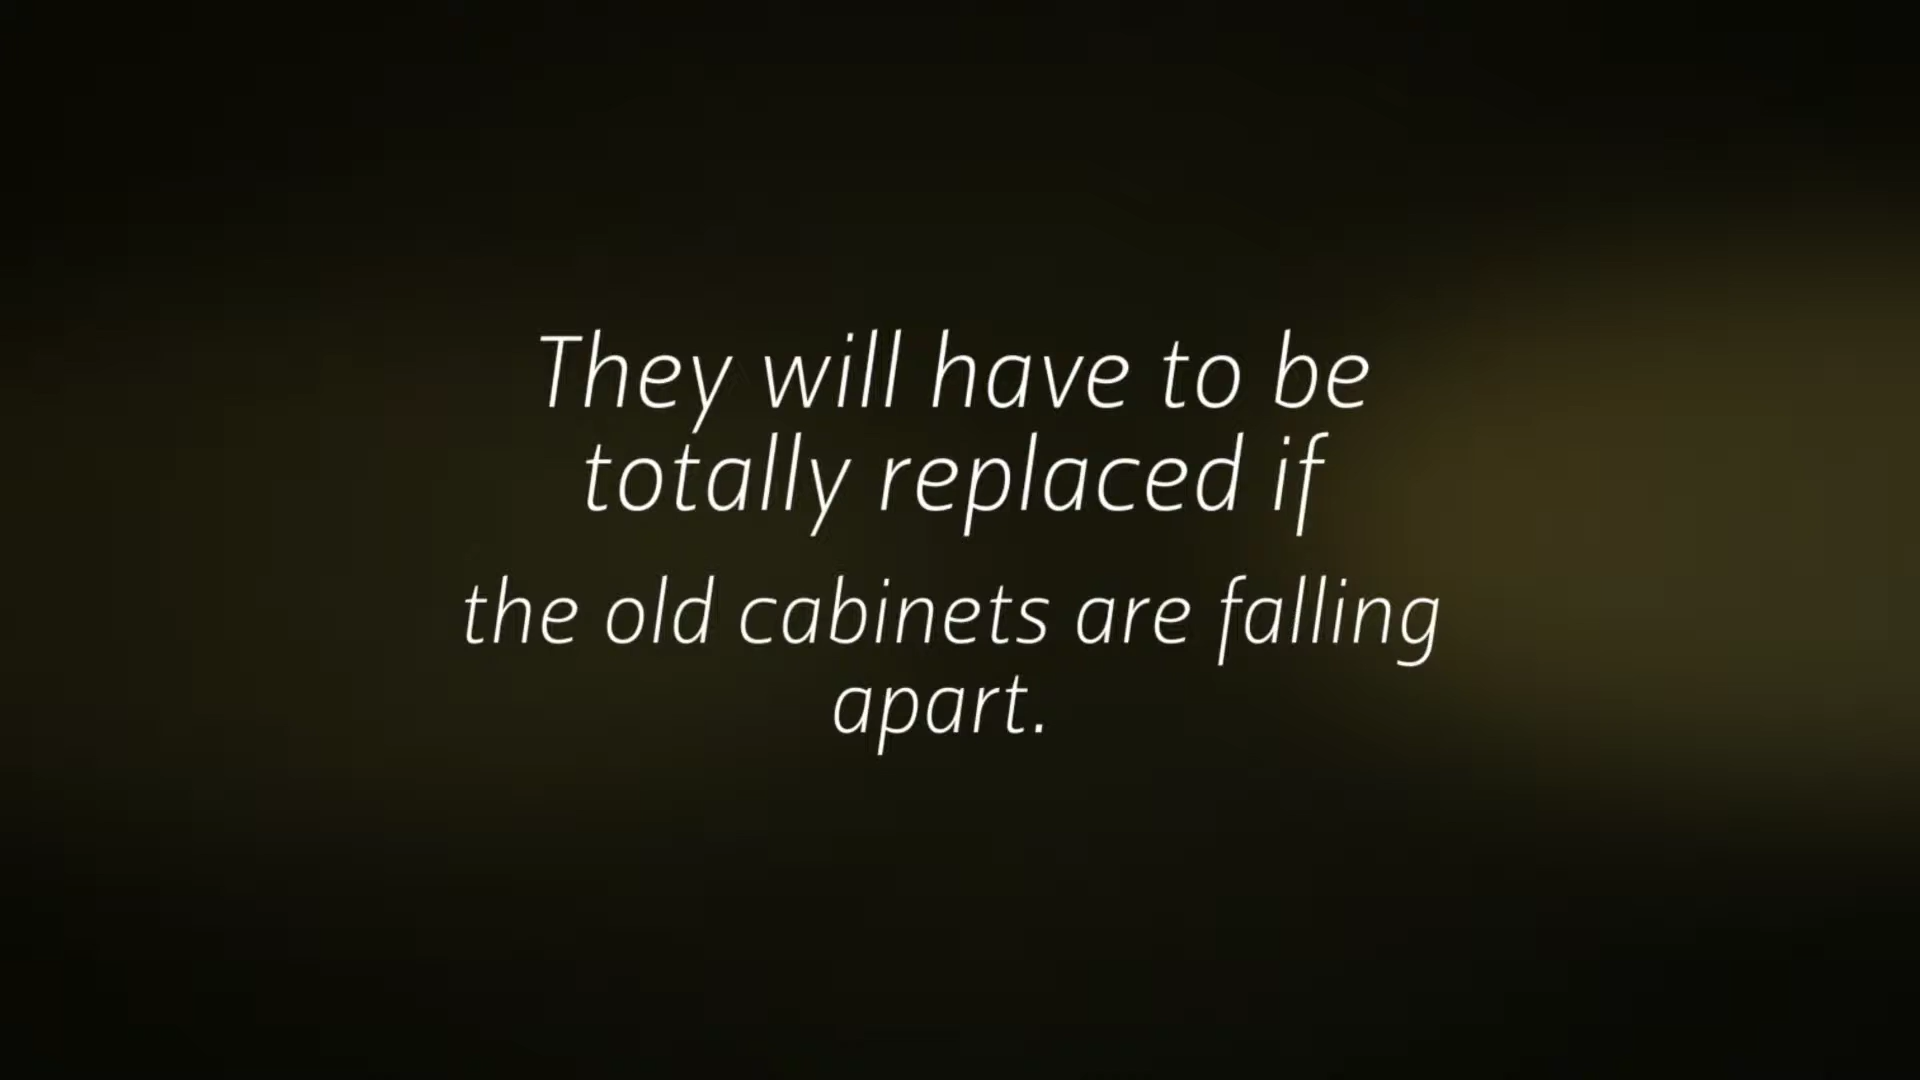 They will have to be
totally replaced if
the old cabinets are falling
apart.